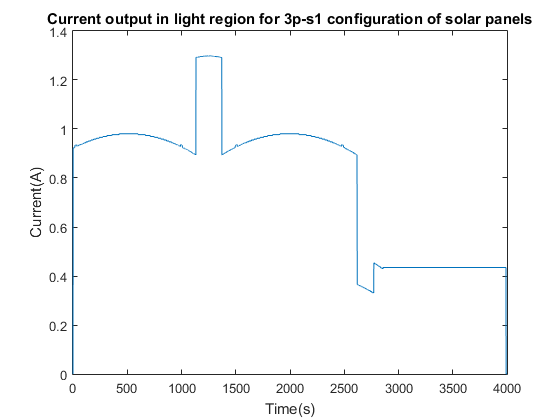 Current output in light region for 3p-s1 configuration of solar panels
1.4
1.2
1
0.8
0.6
0.4
0.2
0
Current(A)
0 500 1000 1500 2000 2500 3000 3500 4000
Time(s)